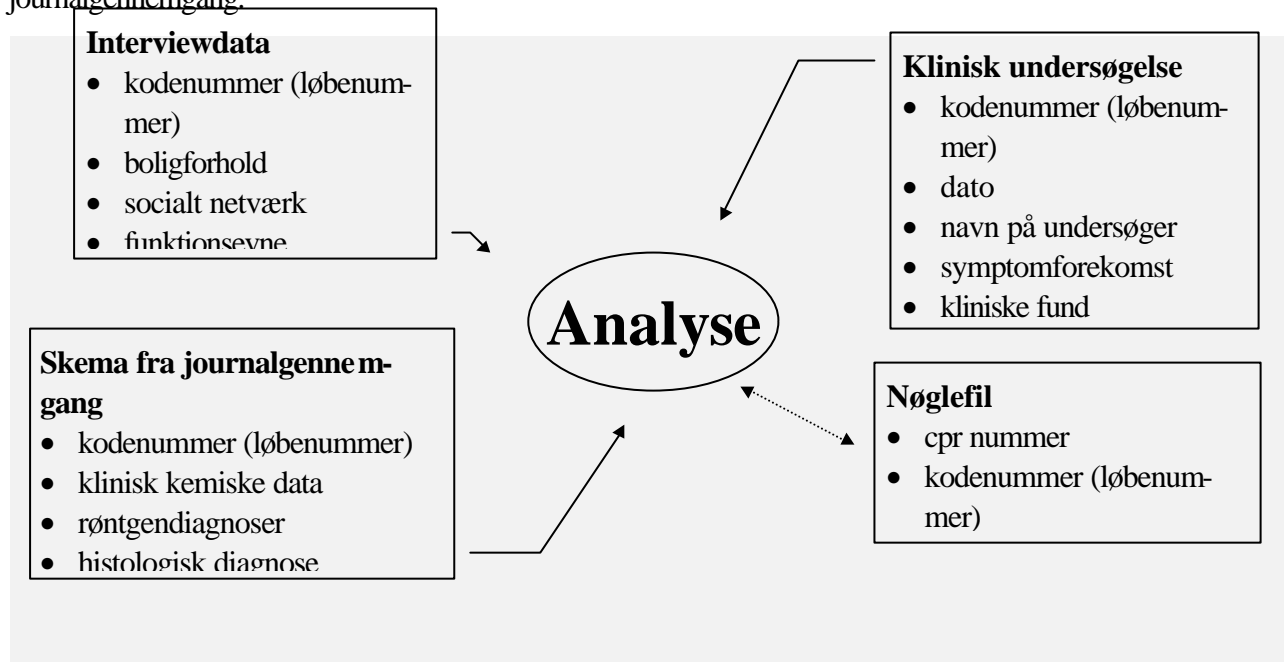 journalgennemgang.
Interviewdata
• kodenummer (løbenum-
mer)
• boligforhold
• socialt netværk
• funktionsevne
Klinisk undersøgelse
• kodenummer (løbenum-
mer)
• dato
• navn på undersøger
• symptomforekomst
• kliniske fund
Analyse
Skema fra journalgennem-
gang
• kodenummer (løbenummer)
• klinisk kemiske data
• røntgendiagnoser
• histologisk diagnose
Nøglefil
• cpr nummer
• kodenummer (løbenum-
mer)